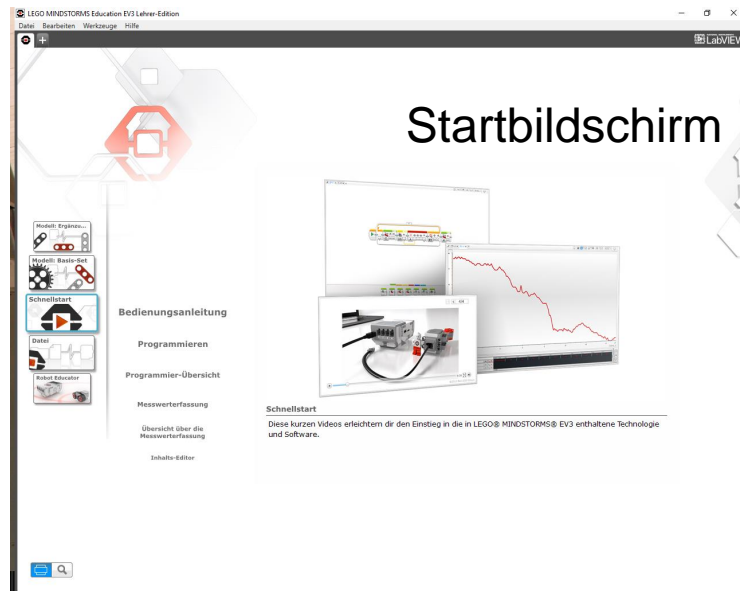 LEGO MINDSTORMS Education EV3 Lehrer-Edition
Datei Bearbeiten Werkzeuge Hilfe
LabVIEW
Startbildschirm
Modell: Ergänzu...
Modell: Basis-Set
Schnellstart
Datei
Robot Educator
Bedienungsanleitung
Programmieren
Programmier-Übersicht
Messwerterfassung
Übersicht über die
Messwerterfassung
Inhalts-Editor
Schnellstart
Diese kurzen Videos erleichtern dir den Einstieg in die in LEGO® MINDSTORMS® EV3 enthaltene Technologie
und Software.